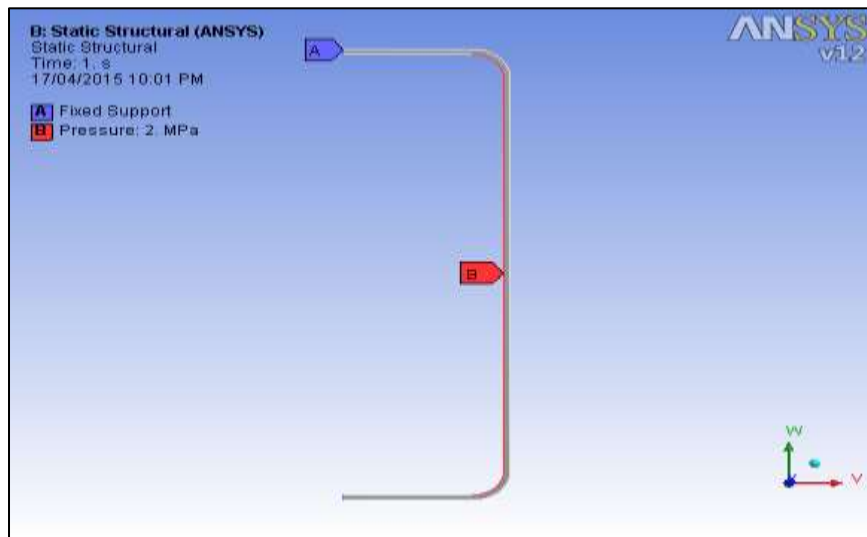 B: Static Structural (ANSYS)
Static Structural
Time: 1. s
17/04/2015 10:01 PM
A Fixed Support
B Pressure: 2. MPa
A
B
ANSYS
v12
W
V